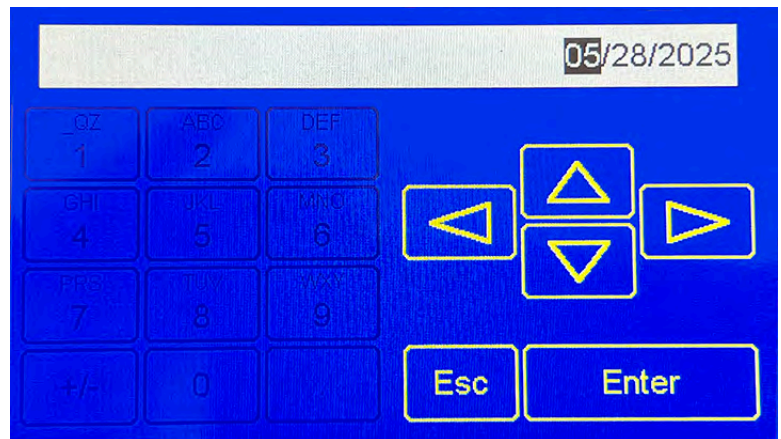 05/28/2025
_QZ ABC DEF
1 2 3
GHI JKL MNO
4 5 6
PRS TUV WXY
7 8 9
+/- 0
Esc Enter